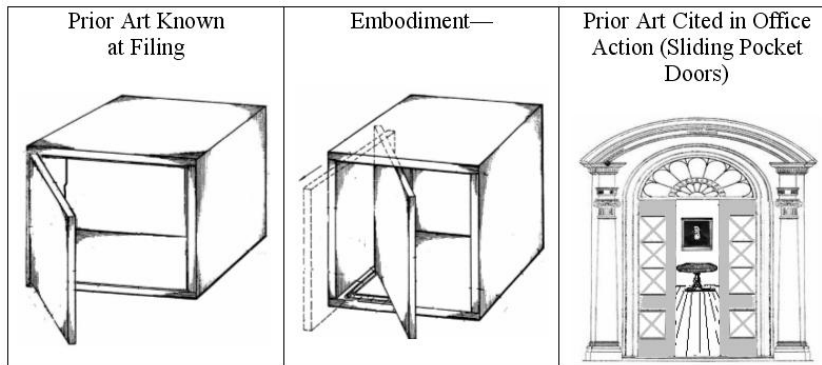 Prior Art Known
at Filing
Embodiment—
Prior Art Cited in Office
Action (Sliding Pocket
Doors)